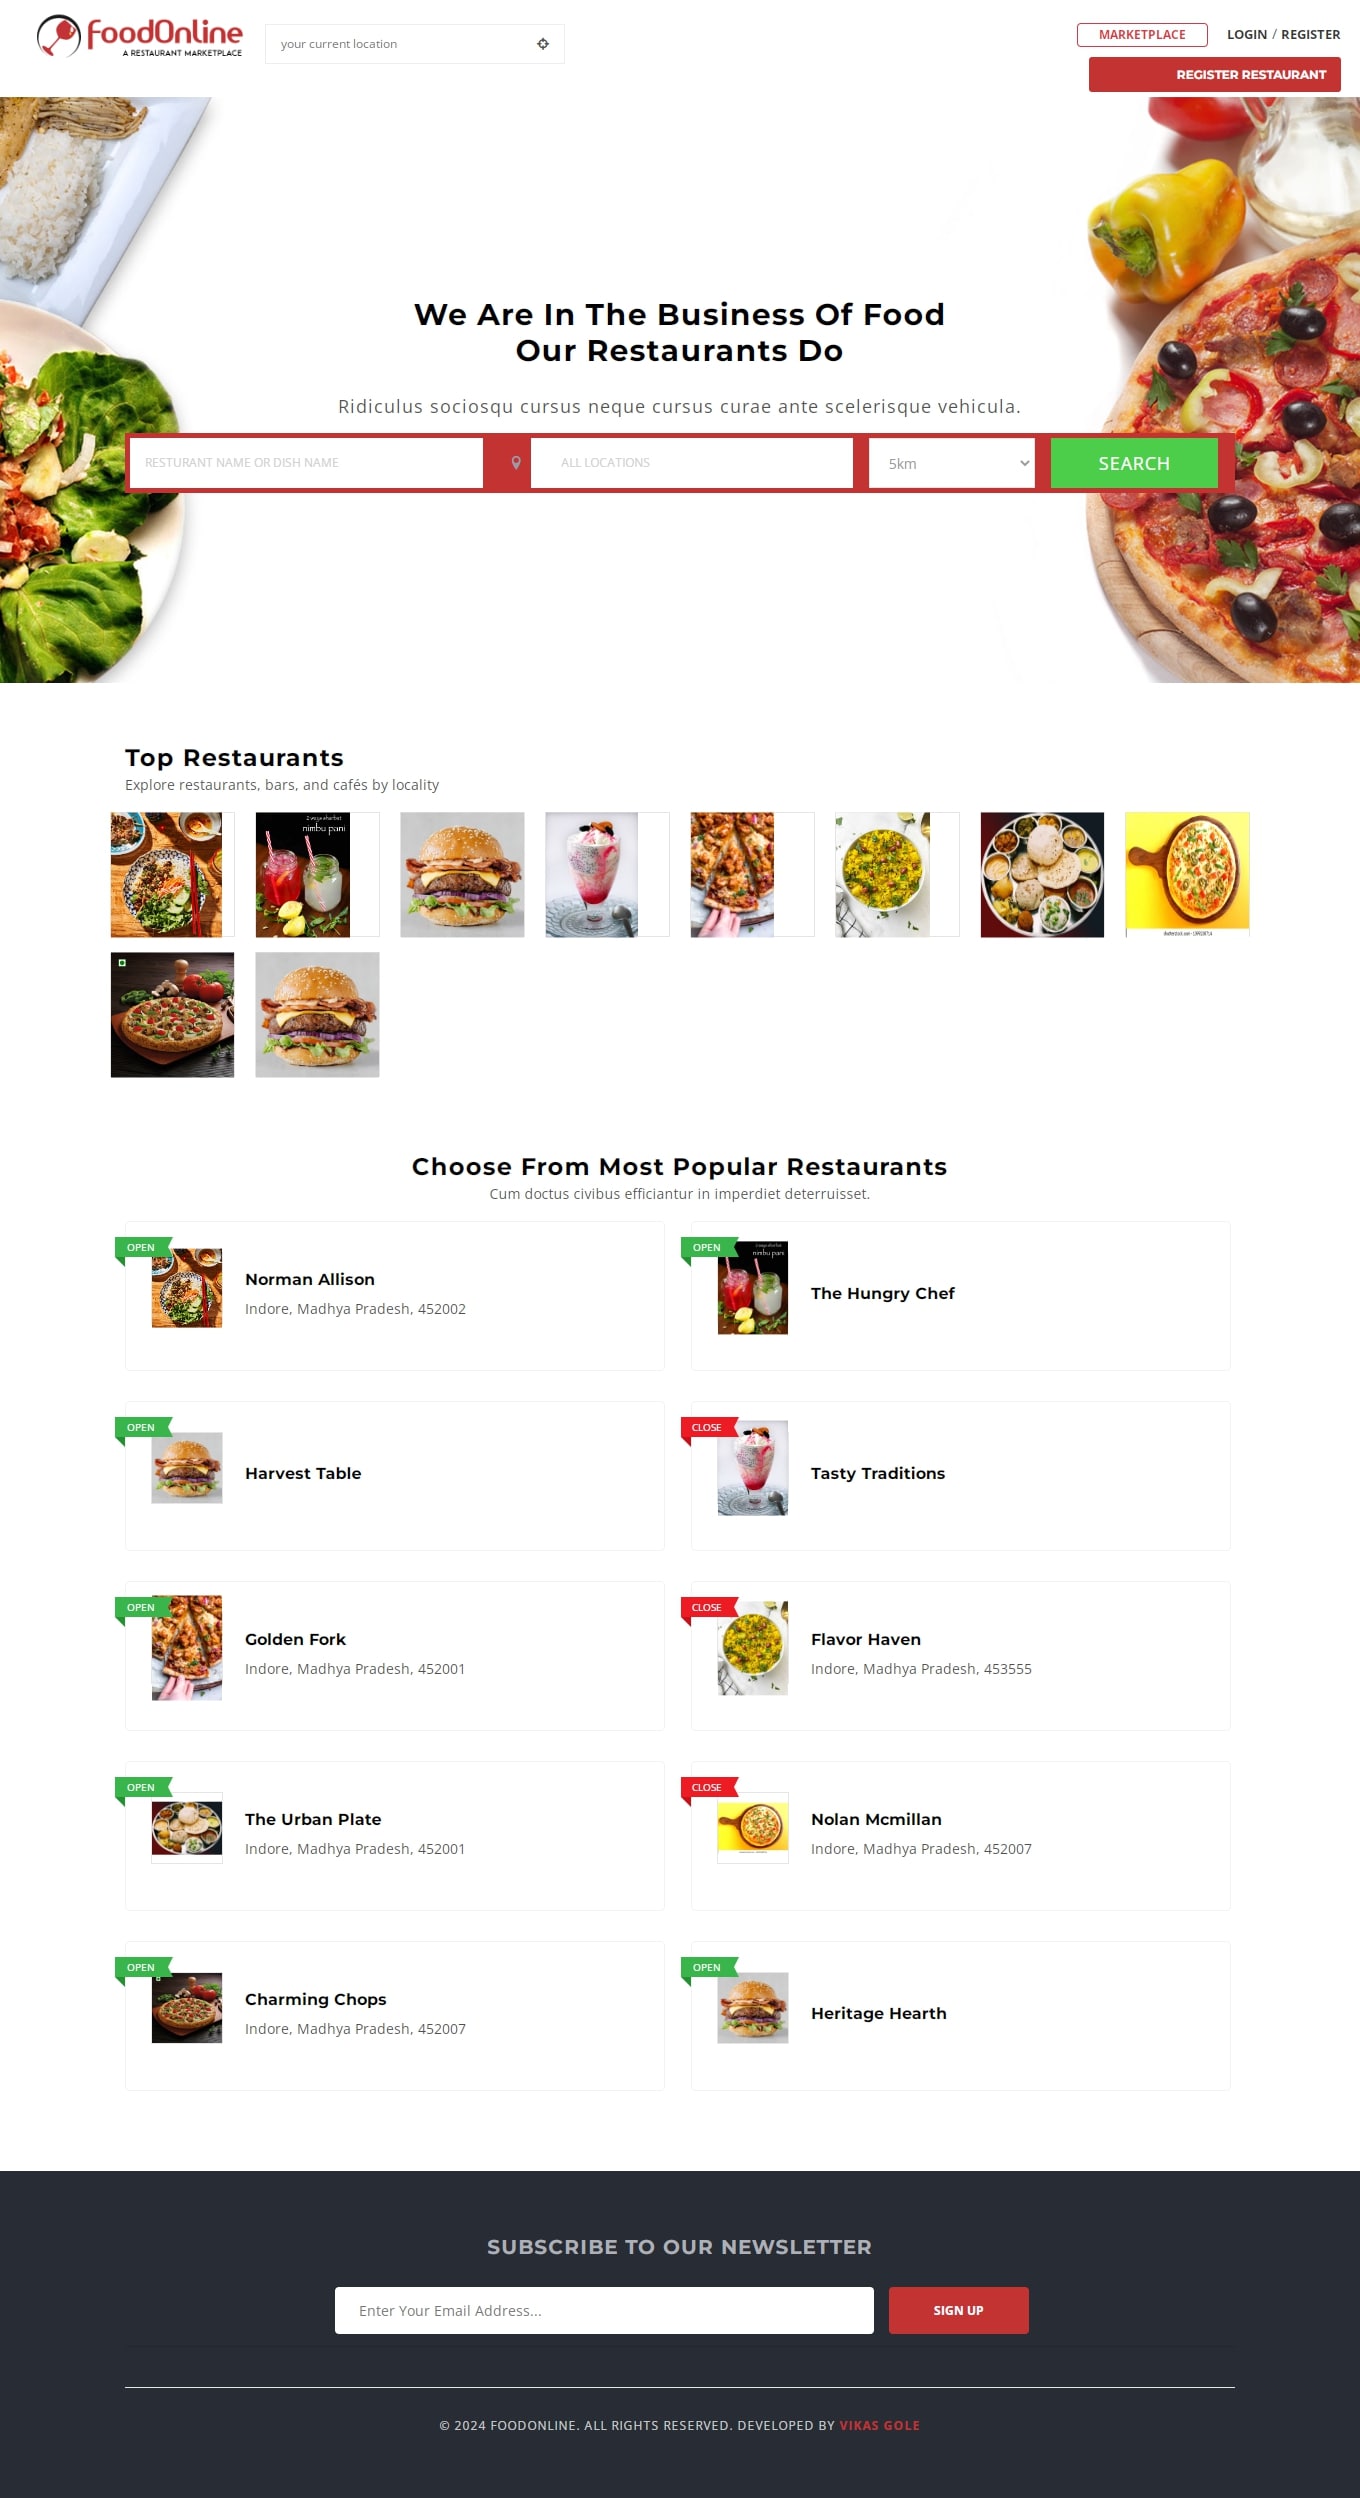 FoodOnline
A RESTAURANT MARKETPLACE
your current location
MARKETPLACE
LOGIN / REGISTER
REGISTER RESTAURANT
We Are In The Business Of Food
Our Restaurants Do
Ridiculus sociosqu cursus neque cursus curae ante scelerisque vehicula.
RESTURANT NAME OR DISH NAME
ALL LOCATIONS
5km
SEARCH
Top Restaurants
Explore restaurants, bars, and cafés by locality
nimbu pani
Choose From Most Popular Restaurants
Cum doctus civibus efficiantur in imperdiet deterruisset.
OPEN
Norman Allison
Indore, Madhya Pradesh, 452002
OPEN
nimbu pani
The Hungry Chef
OPEN
Harvest Table
CLOSE
Tasty Traditions
OPEN
Golden Fork
Indore, Madhya Pradesh, 452001
CLOSE
Flavor Haven
Indore, Madhya Pradesh, 453555
OPEN
The Urban Plate
Indore, Madhya Pradesh, 452001
CLOSE
Nolan Mcmillan
Indore, Madhya Pradesh, 452007
OPEN
Charming Chops
Indore, Madhya Pradesh, 452007
OPEN
Heritage Hearth
SUBSCRIBE TO OUR NEWSLETTER
Enter Your Email Address...
SIGN UP
© 2024 FOODONLINE. ALL RIGHTS RESERVED. DEVELOPED BY VIKAS GOLE